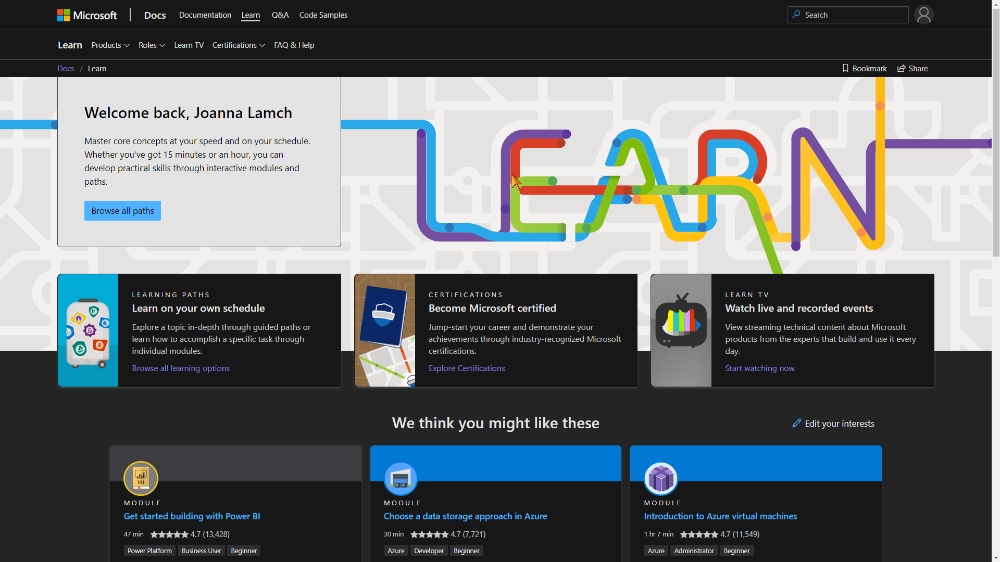 Microsoft Docs Documentation Learn Q&A Code Samples Search
Learn Products Roles Learn TV Certifications FAQ & Help
Docs / Learn Bookmark Share
Welcome back, Joanna Lamch
Master core concepts at your speed and on your schedule.
Whether you've got 15 minutes or an hour, you can
develop practical skills through interactive modules and
paths.
Browse all paths
LEARN
LEARNING PATHS
Learn on your own schedule
Explore a topic in-depth through guided paths or
learn how to accomplish a specific task through
individual modules.
Browse all learning options
CERTIFICATIONS
Become Microsoft certified
Jump-start your career and demonstrate your
achievements through industry-recognized Microsoft
certifications.
Explore Certifications
LEARN TV
Watch live and recorded events
View streaming technical content about Microsoft
products from the experts that build and use it every
day.
Start watching now
We think you might like these
Edit your interests
101
MODULE
Get started building with Power BI
47 min 4.7 (13,428)
Power Platform Business User Beginner
MODULE
Choose a data storage approach in Azure
30 min 4.7 (7,721)
Azure Developer Beginner
MODULE
Introduction to Azure virtual machines
1 hr 7 min 4.7 (11,549)
Azure Administrator Beginner